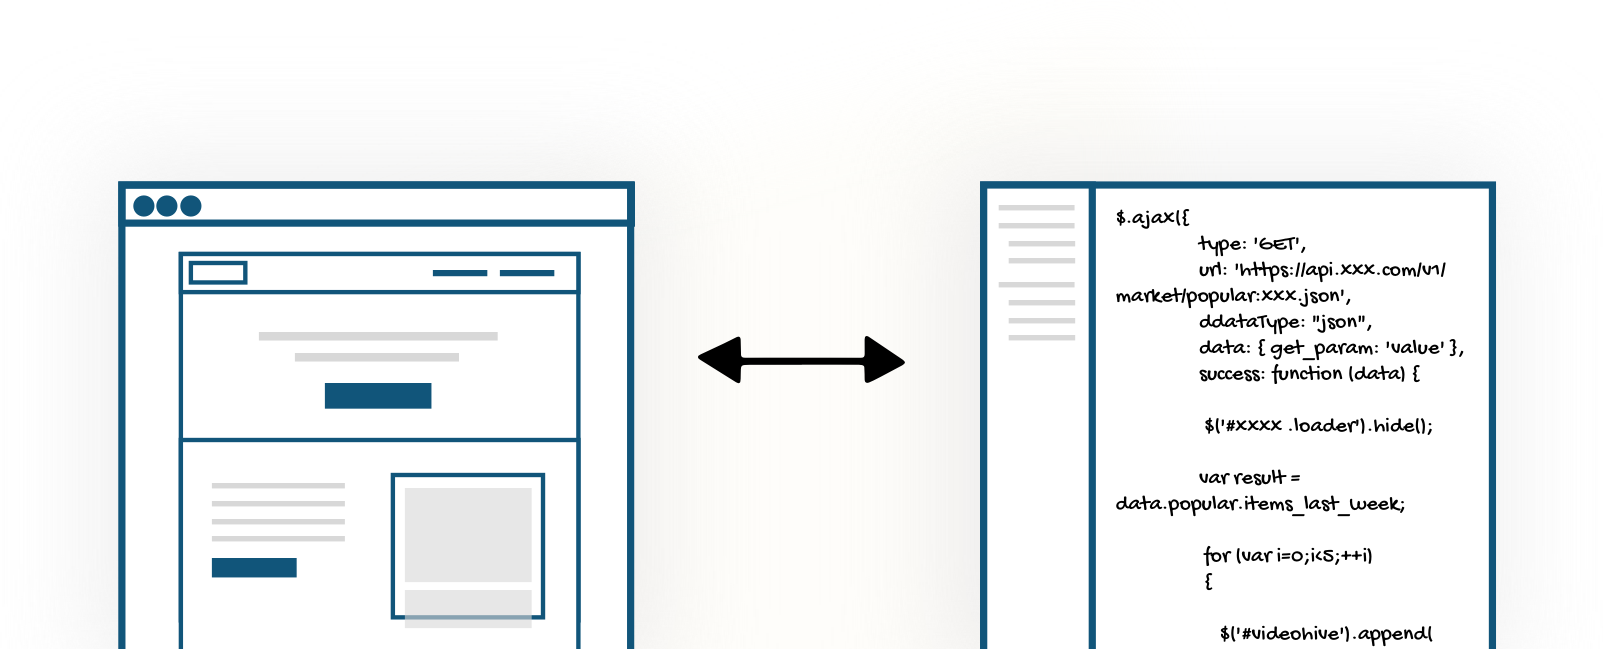 $.ajax({
type: 'GET',
url: 'https://api.xxx.com/v1/
market/popular:xxx.json',
ddataType: "json",
data: { get_param: 'value' },
success: function (data) {
$('#xxxx .loader').hide();
var result =
data.popular.items_last_week;
for (var i=0;i<5;++i)
{
$('#videohive').append(